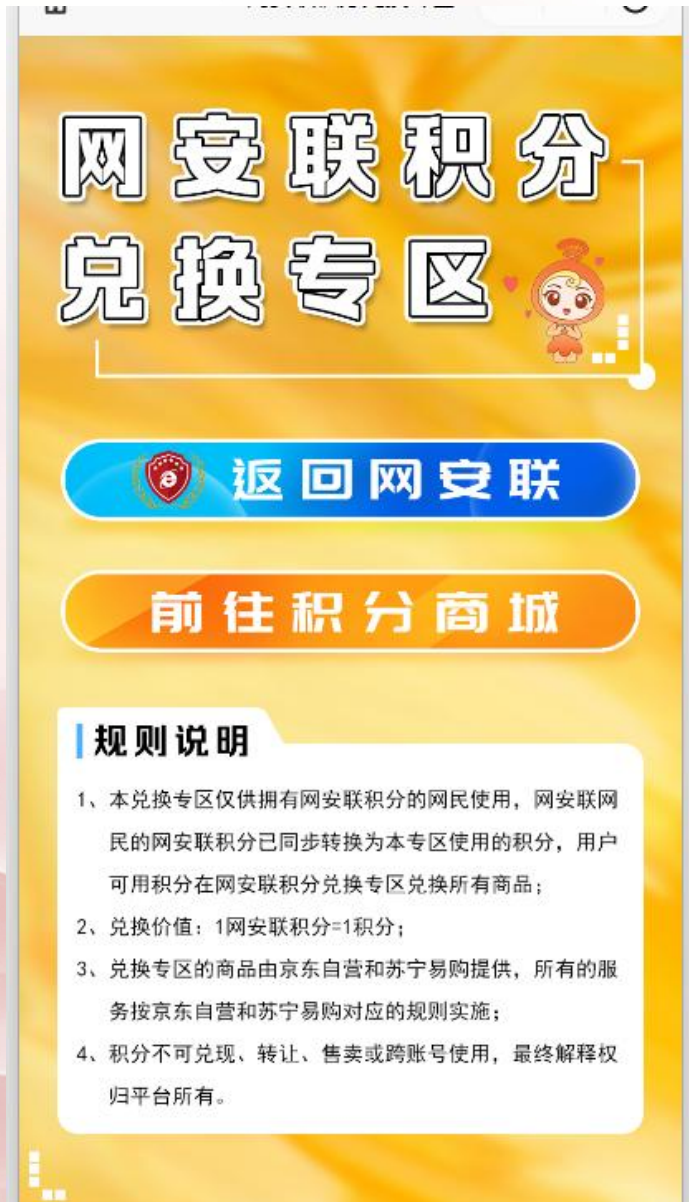 网安联积分
兑换专区
返回网安联
前往积分商城
规则说明
1、本兑换专区仅供拥有网安联积分的网民使用，网安联网
民的网安联积分已同步转换为本专区使用的积分，用户
可用积分在网安联积分兑换专区兑换所有商品；
2、兑换价值：1网安联积分=1积分；
3、兑换专区的商品由京东自营和苏宁易购提供，所有的服
务按京东自营和苏宁易购对应的规则实施；
4、积分不可兑现、转让、售卖或跨账号使用，最终解释权
归平台所有。